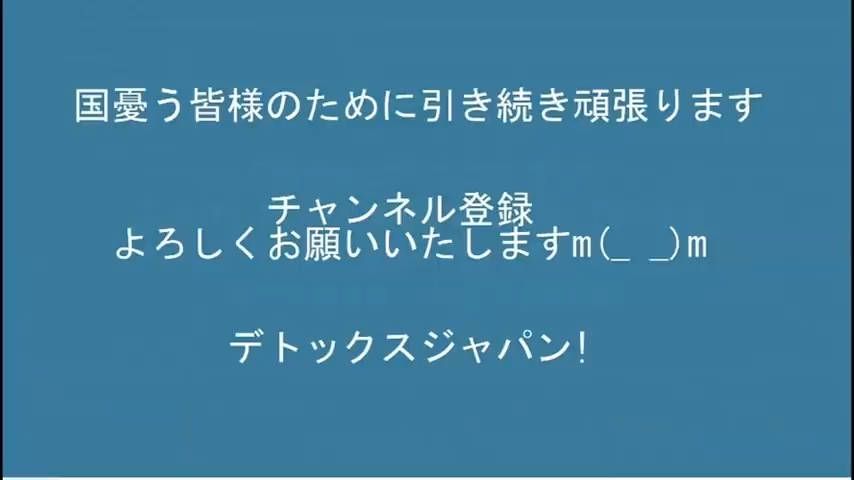 国憂う皆様のために引き続き頑張ります
チャンネル登録
よろしくお願いいたしますm(_ _)m
デトックスジャパン!